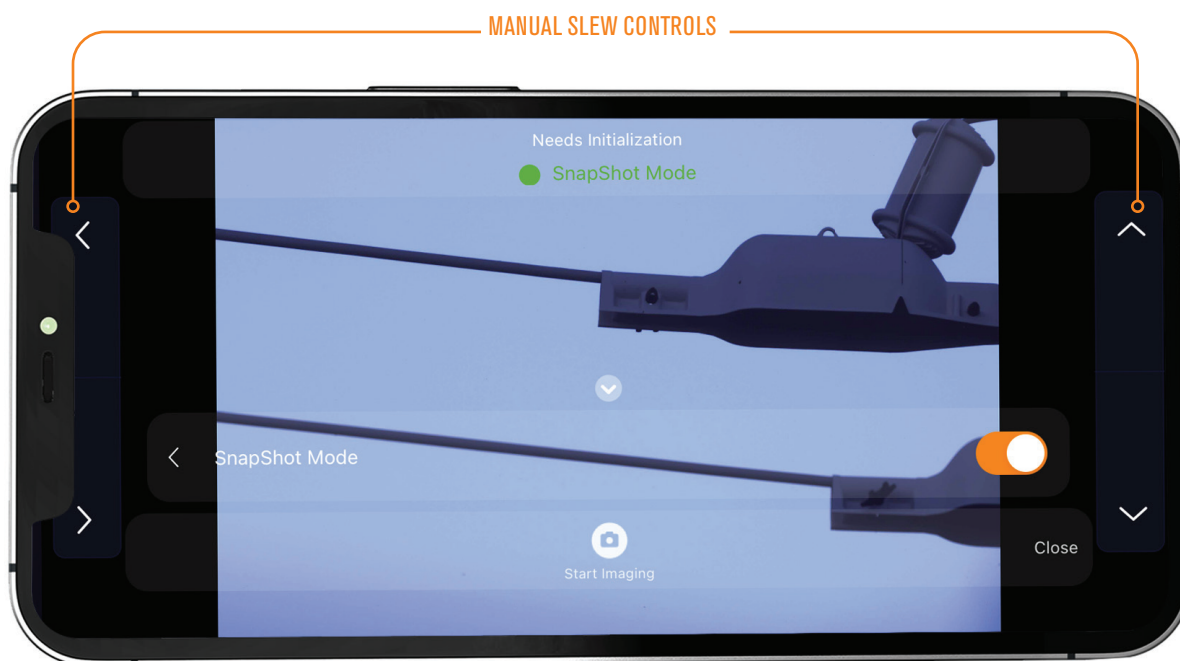 MANUAL SLEW CONTROLS
Needs Initialization
SnapShot Mode
SnapShot Mode
Start Imaging
Close